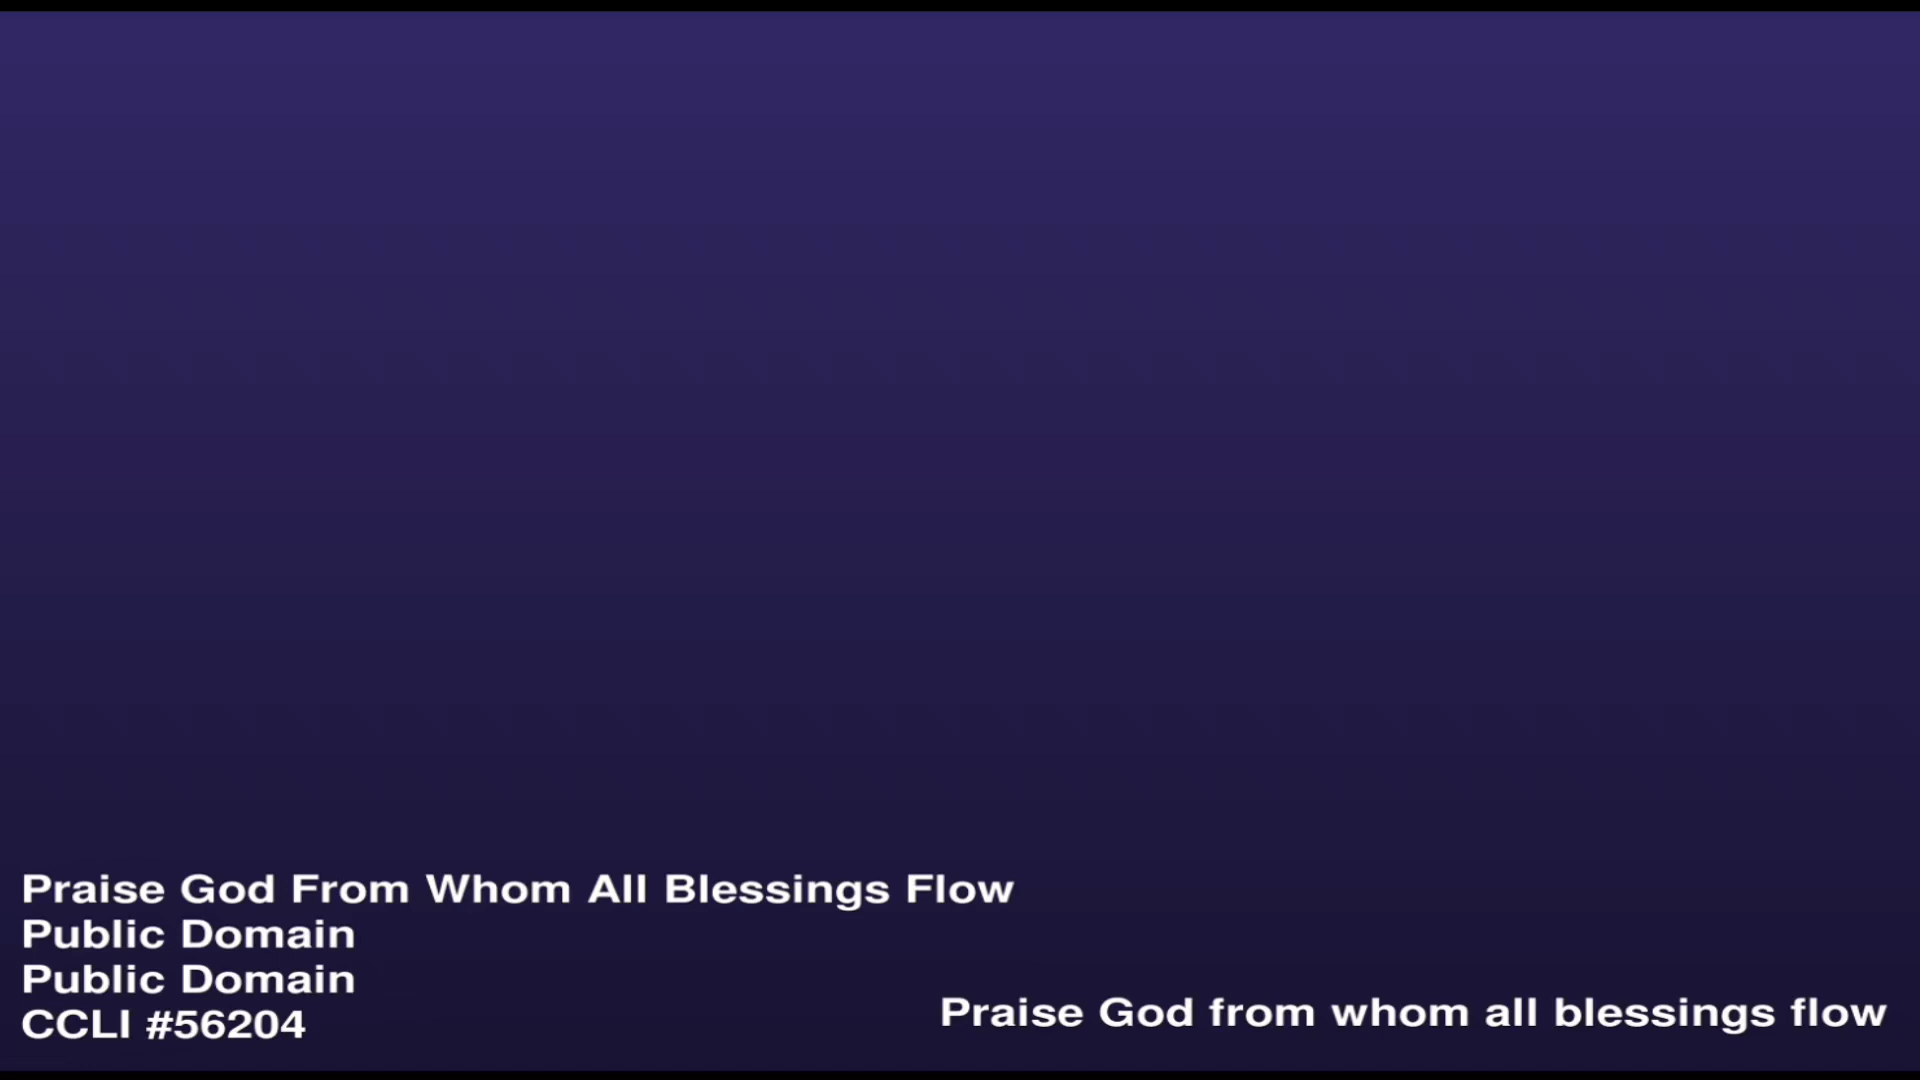 Praise God From Whom All Blessings Flow
Public Domain
Public Domain
CCLI #56204
Praise God from whom all blessings flow